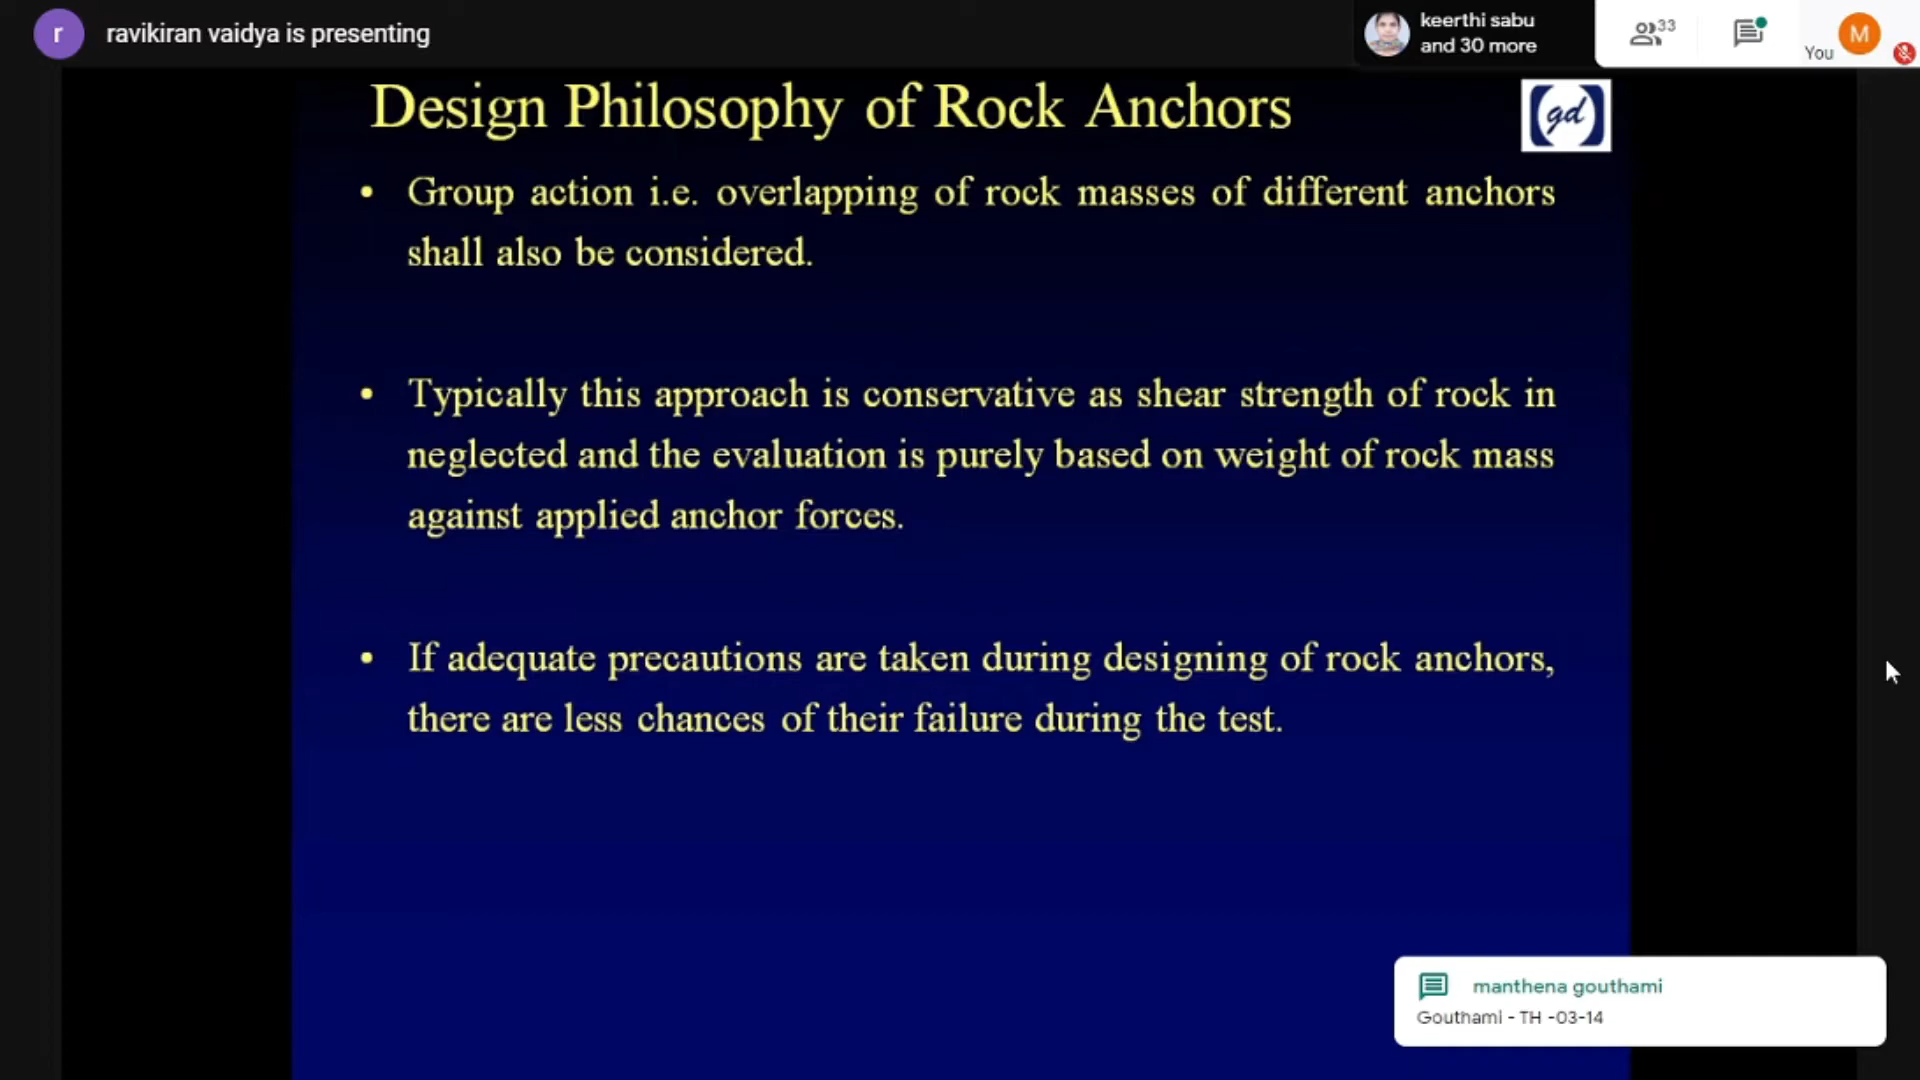 r
ravikiran vaidya is presenting
keerthi sabu
and 30 more
33
You
M
Design Philosophy of Rock Anchors
gd
• Group action i.e. overlapping of rock masses of different anchors
shall also be considered.
• Typically this approach is conservative as shear strength of rock in
neglected and the evaluation is purely based on weight of rock mass
against applied anchor forces.
• If adequate precautions are taken during designing of rock anchors,
there are less chances of their failure during the test.
manthena gouthami
Gouthami - TH -03-14